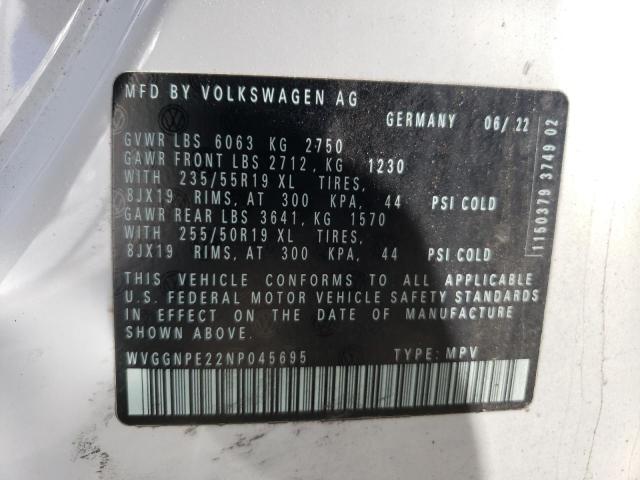 MFD BY VOLKSWAGEN AG
GERMANY 06/ 22
GVWR LBS 6063 KG 2750
GAWR FRONT LBS 2712, KG 1230
WITH 235/55R19 XL TIRES,
8JX19 RIMS, AT 300 KPA, 44 PSI COLD
GAWR REAR LBS 3641, KG 1570
WITH 255/50R19 XL TIRES,
8JX19 RIMS, AT 300 KPA, 44 PSI COLD
THIS VEHICLE CONFORMS TO ALL APPLICABLE
U.S. FEDERAL MOTOR VEHICLE SAFETY STANDARDS
IN EFFECT ON THE DATE OF MANUFACTURE
SHOWN ABOVE
WVGGNPE22NP045695 TYPE: MPV
1150379 3749 02